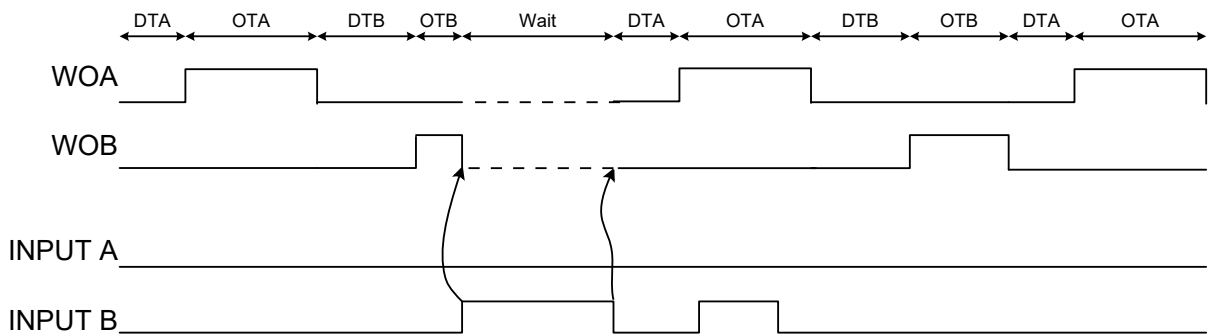 DTA OTA DTB OTB Wait DTA OTA DTB OTB DTA OTA
WOA
WOB
INPUT A
INPUT B